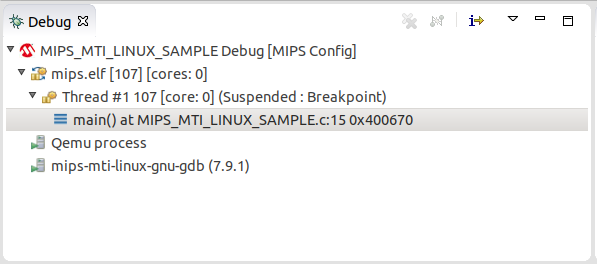 Debug
MIPS_MTI_LINUX_SAMPLE Debug [MIPS Config]
mips.elf [107] [cores: 0]
Thread #1 107 [core: 0] (Suspended : Breakpoint)
main() at MIPS_MTI_LINUX_SAMPLE.c:15 0x400670
Qemu process
mips-mti-linux-gnu-gdb (7.9.1)